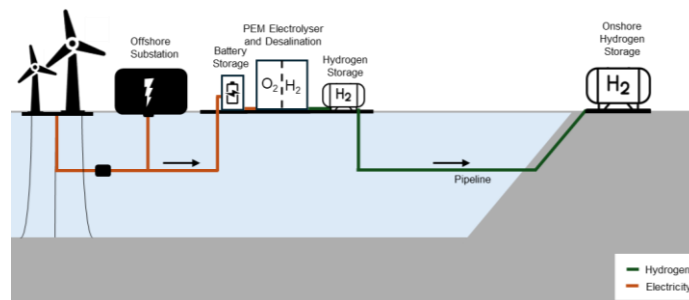 Offshore
Substation
Battery
Storage
PEM Electrolyser
and Desalination
O2 H2
Hydrogen
Storage
H2
Onshore
Hydrogen
Storage
H2
Pipeline
Hydrogen
Electricity